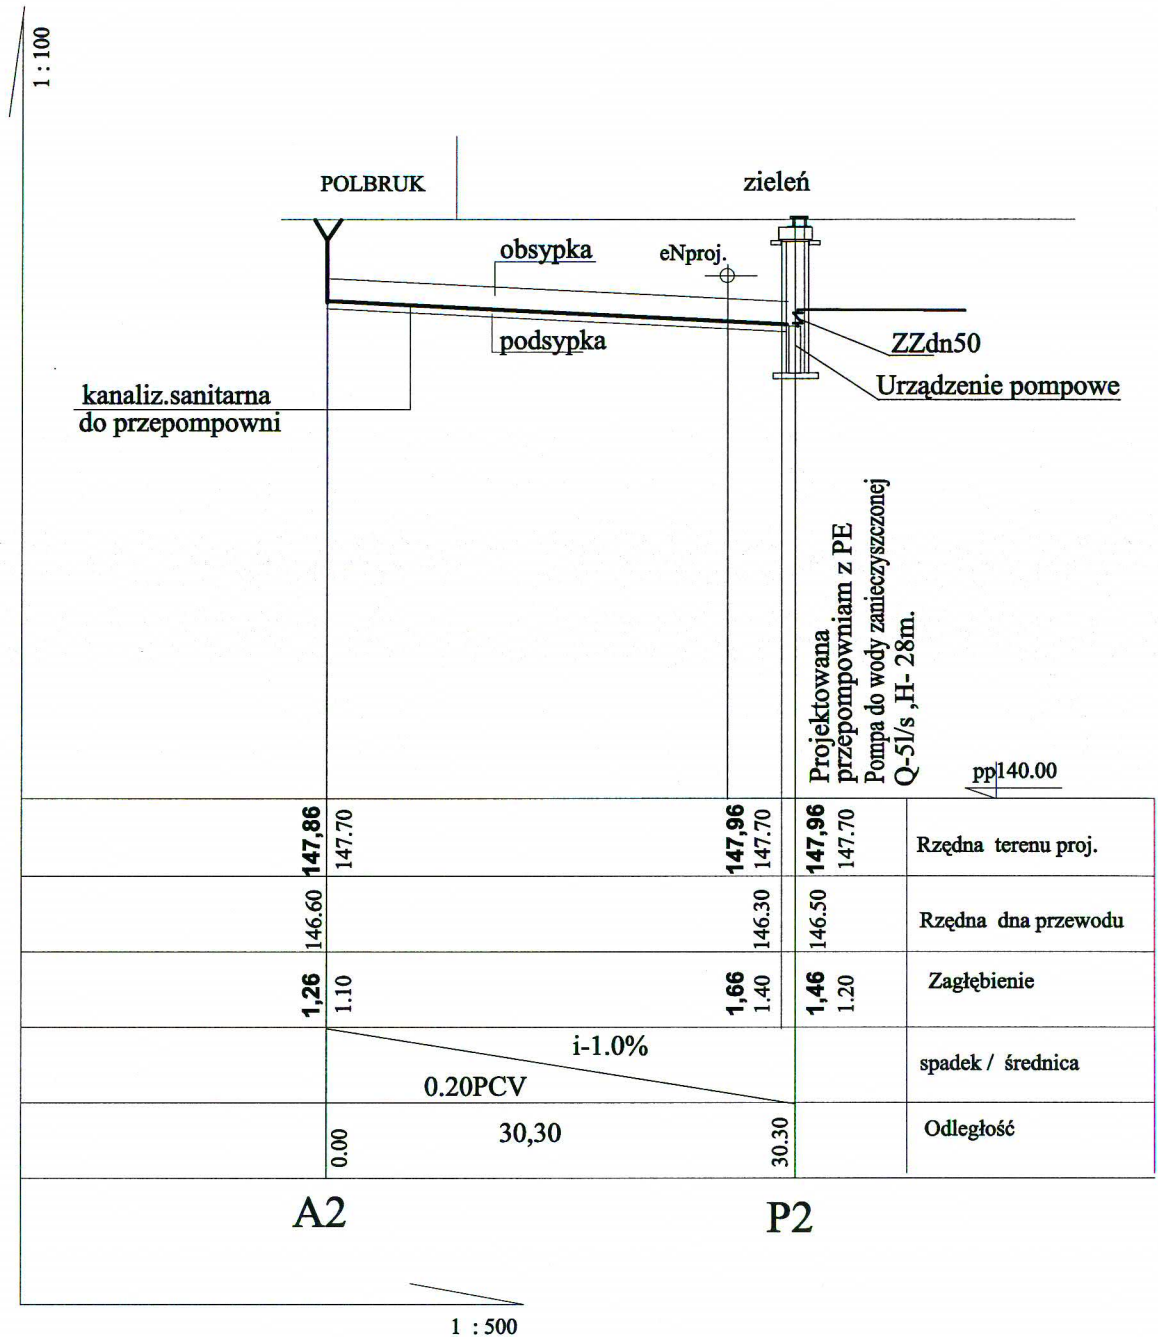 1 : 100
POLBRUK
zieleń
obsypka
eNproj.
podsypka
ZZdn50
Urządzenie pompowe
kanaliz.sanitarna
do przepompowni
Projektowana
przepompowniam z PE
Pompa do wody zanieczyszczonej
Q-5l/s ,H- 28m.
pp140.00
147,86
147.70
147,96
147.70
147,96
147.70
Rzędna terenu proj.
146.60
146.30
146.50
Rzędna dna przewodu
1,26
1.10
1,66
1.40
1,46
1.20
Zagłębienie
i-1.0%
0.20PCV
spadek / średnica
0.00
30,30
30.30
Odległość
A2
P2
1 : 500